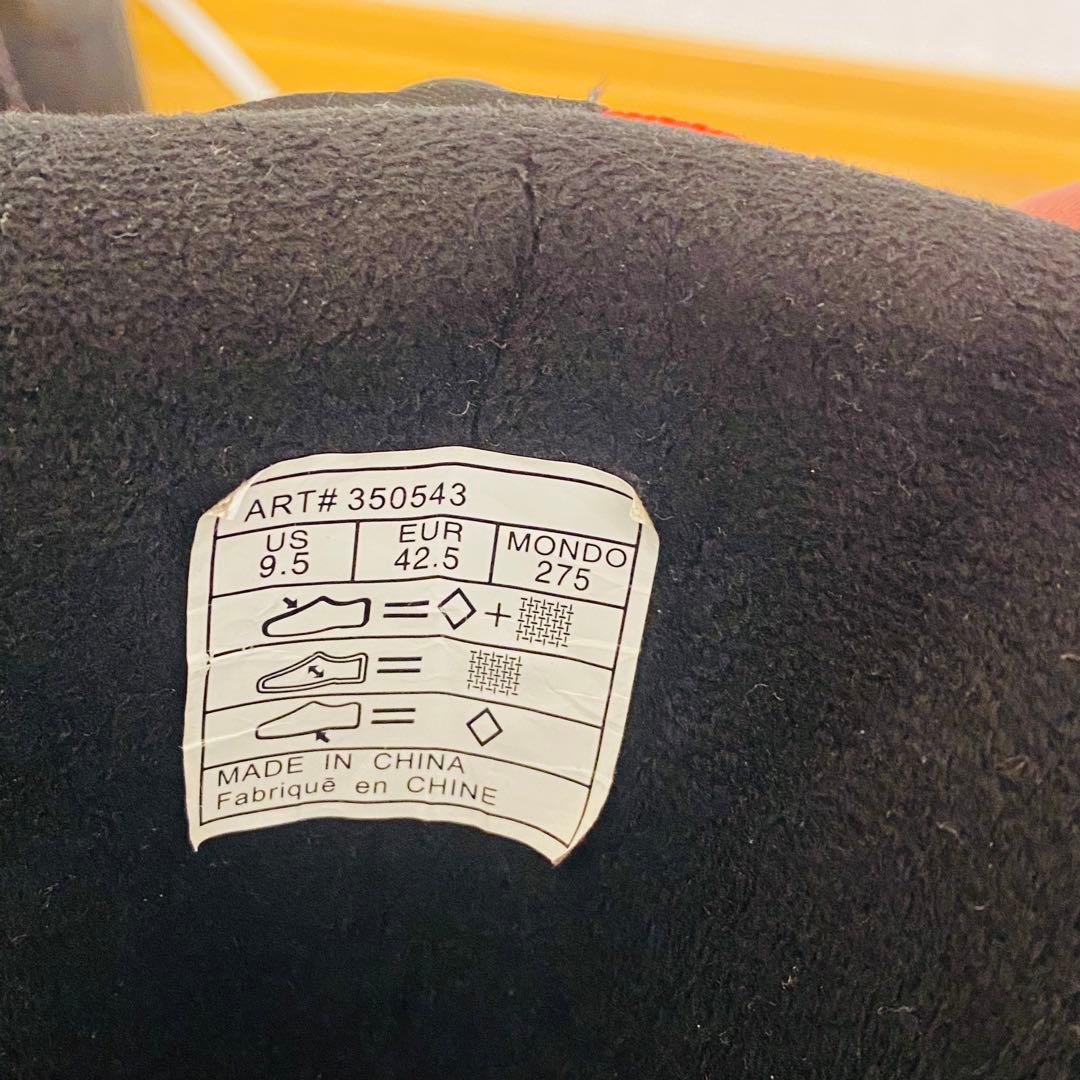 ART# 350543
US EUR MONDO
9.5 42.5 275
= +
=
=
MADE IN CHINA
Fabriquē en CHINE